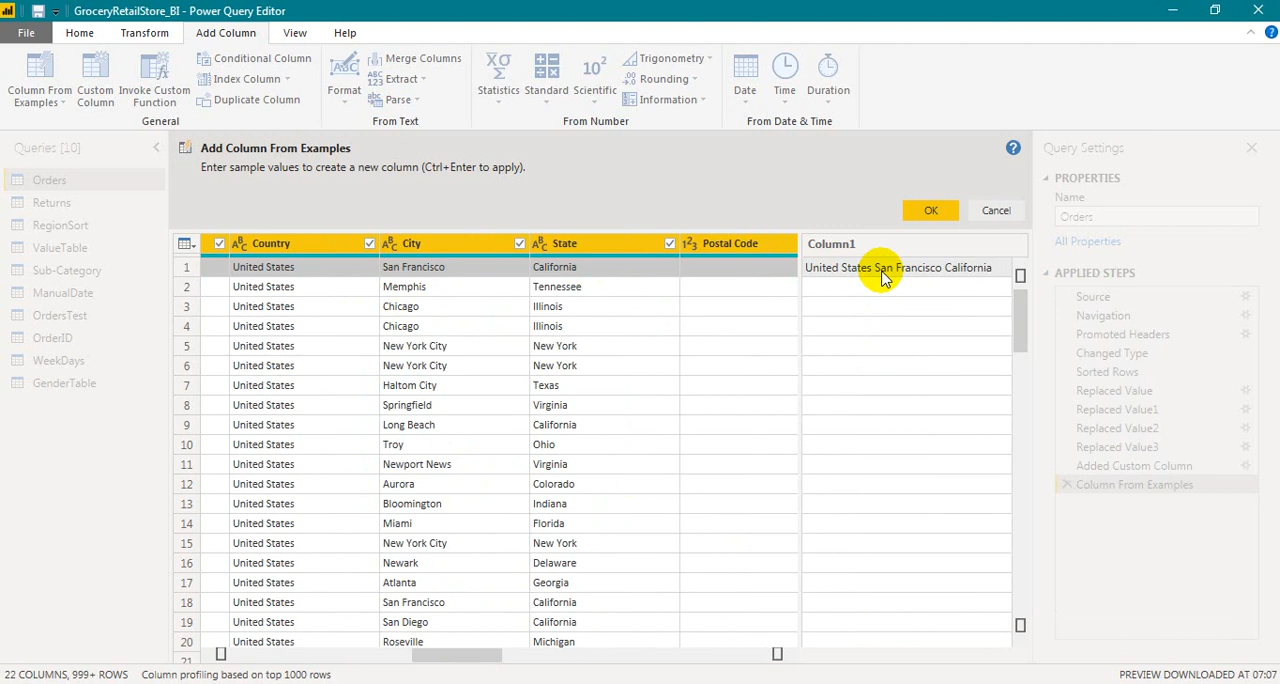 GroceryRetailStore_BI - Power Query Editor
File Home Transform Add Column View Help
Column From Examples
Custom Column
Invoke Custom Function
Conditional Column
Index Column
Duplicate Column
General
Format
Merge Columns
ABC 123 Extract
abc Parse
From Text
XΣ Statistics
Standard
10² Scientific
Trigonometry
Rounding
Information
From Number
Date
Time
Duration
From Date & Time
Queries [10]
Orders
Returns
RegionSort
ValueTable
Sub-Category
ManualDate
OrdersTest
OrderID
WeekDays
GenderTable
Add Column From Examples
Enter sample values to create a new column (Ctrl+Enter to apply).
OK Cancel
ABC Country ABC City ABC State 123 Postal Code Column1
1 United States San Francisco California United States San Francisco California
2 United States Memphis Tennessee
3 United States Chicago Illinois
4 United States Chicago Illinois
5 United States New York City New York
6 United States New York City New York
7 United States Haltom City Texas
8 United States Springfield Virginia
9 United States Long Beach California
10 United States Troy Ohio
11 United States Newport News Virginia
12 United States Aurora Colorado
13 United States Bloomington Indiana
14 United States Miami Florida
15 United States New York City New York
16 United States Newark Delaware
17 United States Atlanta Georgia
18 United States San Francisco California
19 United States San Diego California
20 United States Roseville Michigan
21
Query Settings
PROPERTIES
Name
Orders
All Properties
APPLIED STEPS
Source
Navigation
Promoted Headers
Changed Type
Sorted Rows
Replaced Value
Replaced Value1
Replaced Value2
Replaced Value3
Added Custom Column
Column From Examples
22 COLUMNS, 999+ ROWS Column profiling based on top 1000 rows PREVIEW DOWNLOADED AT 07:07